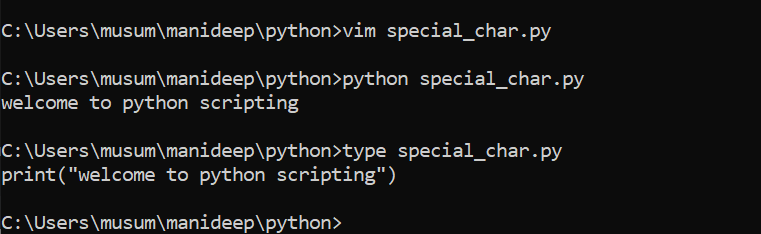 C:\Users\musum\manideep\python>vim special_char.py
C:\Users\musum\manideep\python>python special_char.py
welcome to python scripting
C:\Users\musum\manideep\python>type special_char.py
print("welcome to python scripting")
C:\Users\musum\manideep\python>